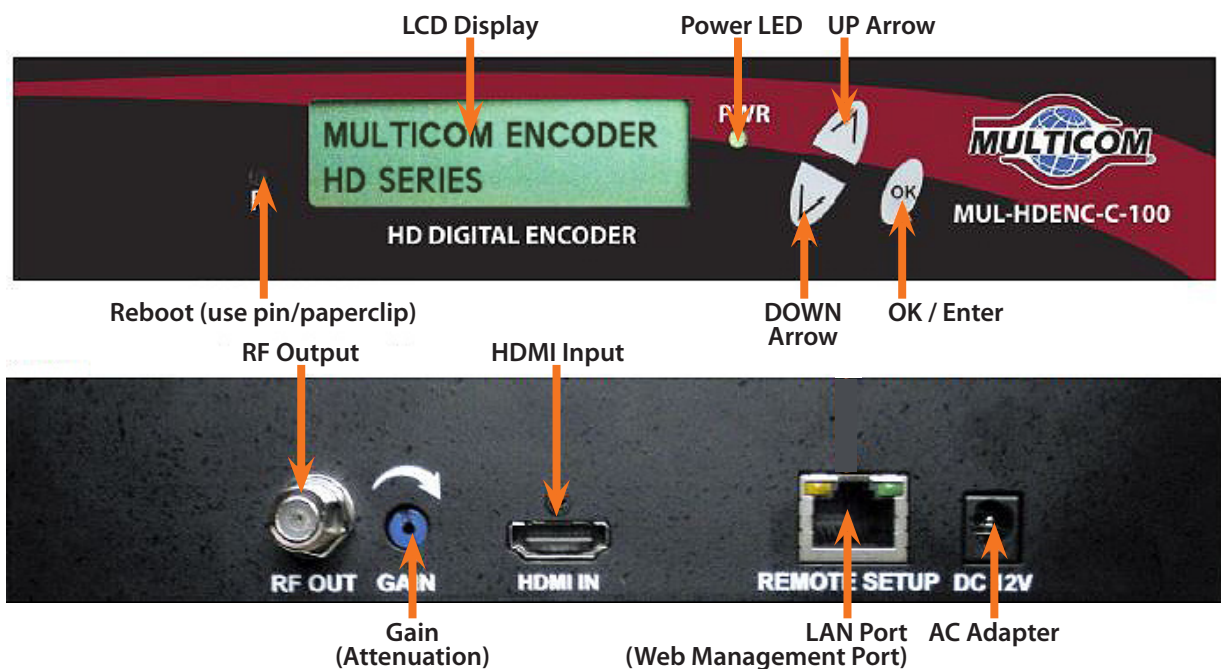 LCD Display
Power LED
UP Arrow
MULTICOM ENCODER
HD SERIES
PWR
MULTICOM
OK
MUL-HDENC-C-100
HD DIGITAL ENCODER
Reboot (use pin/paperclip)
DOWN
Arrow
OK / Enter
RF Output
HDMI Input
RF OUT
GAIN
HDMI IN
REMOTE SETUP
DC 12V
Gain
(Attenuation)
LAN Port
(Web Management Port)
AC Adapter